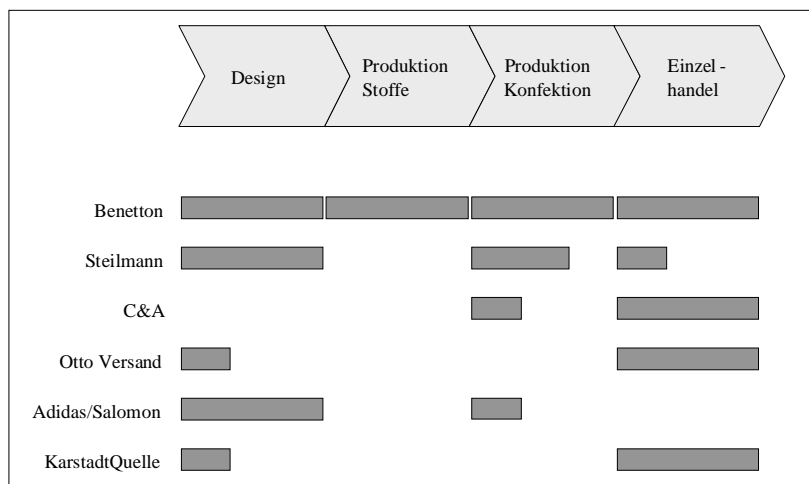 Design
Produktion
Stoffe
Produktion
Konfektion
Einzel -
handel
Benetton
Steilmann
C&A
Otto Versand
Adidas/Salomon
KarstadtQuelle